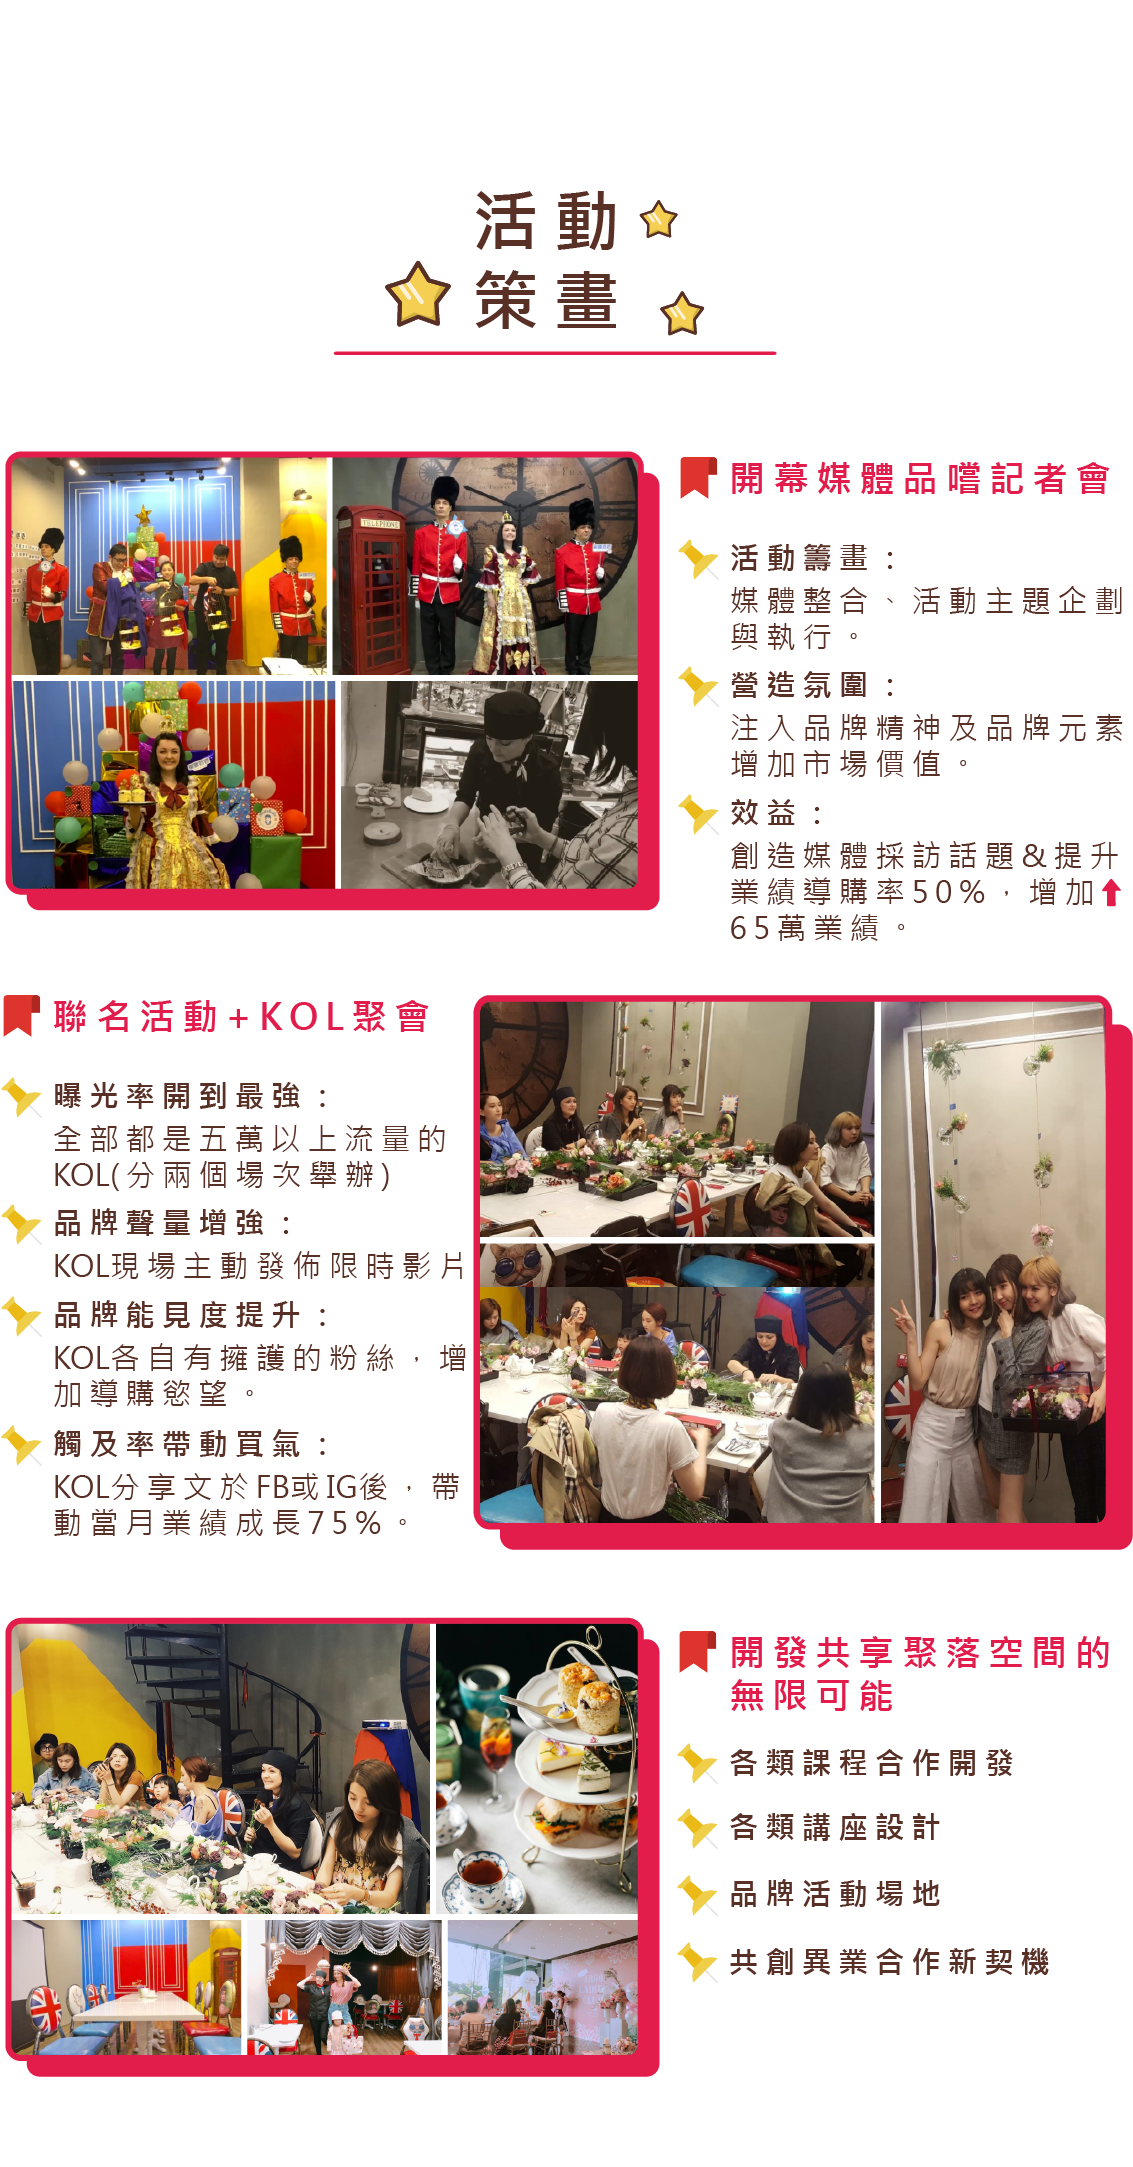 活動
策畫
TELEPHONE
開幕媒體品嚐記者會
活動籌畫：
媒體整合、活動主題企劃
與執行。
營造氛圍：
注入品牌精神及品牌元素
增加市場價值。
效益：
創造媒體採訪話題&提升
業績導購率50%，增加
65萬業績。
聯名活動+KOL聚會
曝光率開到最強：
全部都是五萬以上流量的
KOL(分兩個場次舉辦)
品牌聲量增強：
KOL現場主動發佈限時影片
品牌能見度提升：
KOL各自有擁護的粉絲，增
加導購慾望。
觸及率帶動買氣：
KOL分享文於FB或IG後，帶
動當月業績成長75%。
開發共享聚落空間的
無限可能
各類課程合作開發
各類講座設計
品牌活動場地
共創異業合作新契機